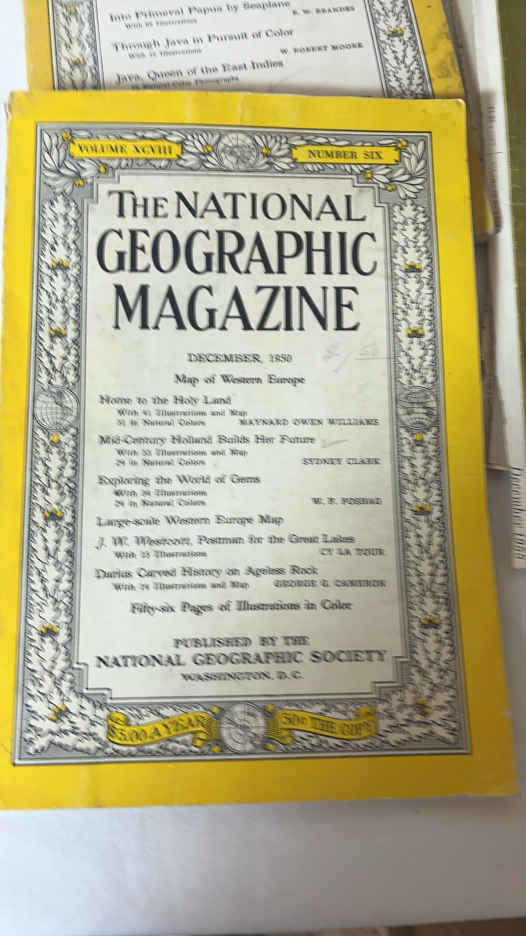 Into Primeval Papua by Seaplane
With 95 Illustrations
E. W. BRANDES
Through Java in Pursuit of Color
W. ROBERT MOORE
Java, Queen of the East Indies
VOLUME XCVIII
NUMBER SIX
THE NATIONAL
GEOGRAPHIC
MAGAZINE
DECEMBER, 1950
Map of Western Europe
Home to the Holy Land
With 41 Illustrations and Map
31 in Natural Colors MAYNARD OWEN WILLIAMS
Mid-Century Holland Builds Her Future
With 35 Illustrations and Map
24 in Natural Colors SYDNEY CLARK
Exploring the World of Gems
With 38 Illustrations
24 in Natural Colors W. F. FOSHAG
Large-scale Western Europe Map
J. W. Westcott, Postman for the Great Lakes
With 13 Illustrations CY LA TOUR
Darius Carved History on Ageless Rock
With 24 Illustrations and Map GEORGE G. CAMERON
Fifty-six Pages of Illustrations in Color
PUBLISHED BY THE
NATIONAL GEOGRAPHIC SOCIETY
WASHINGTON, D.C.
$5.00 A YEAR
50¢ THE COPY